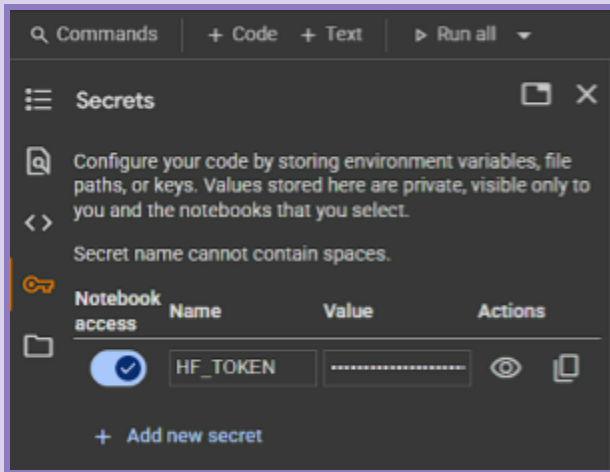 Commands + Code + Text Run all
Secrets
Configure your code by storing environment variables, file
paths, or keys. Values stored here are private, visible only to
you and the notebooks that you select.
Secret name cannot contain spaces.
Notebook access Name Value Actions
HF_TOKEN ••••••••••••••••••••
+ Add new secret